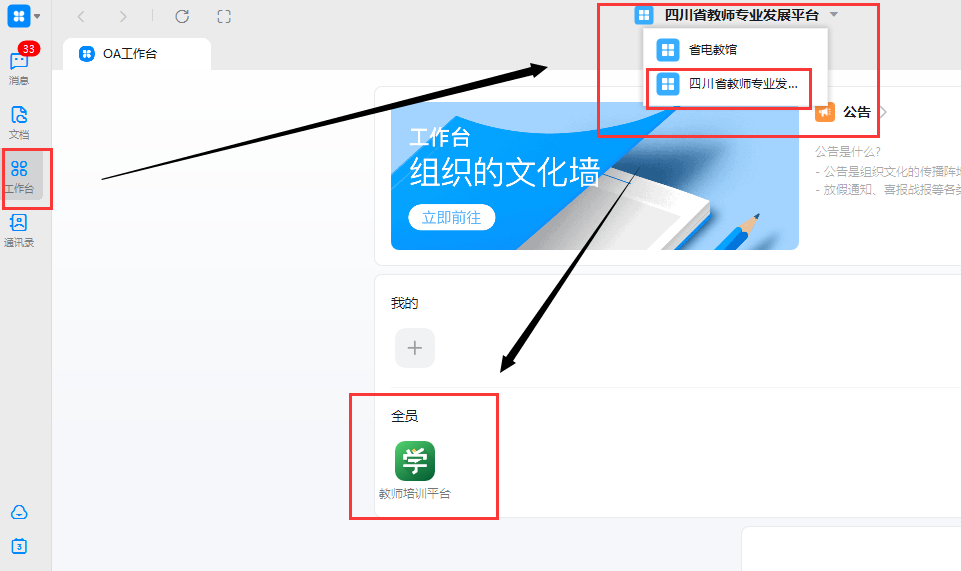 33
消息
文档
工作台
通讯录
3
OA工作台
四川省教师专业发展平台
省电教馆
四川省教师专业发...
工作台
组织的文化墙
立即前往
公告
公告是什么?
- 公告是组织文化的传播阵地
- 放假通知、喜报战报等各类
我的
全员
学
教师培训平台